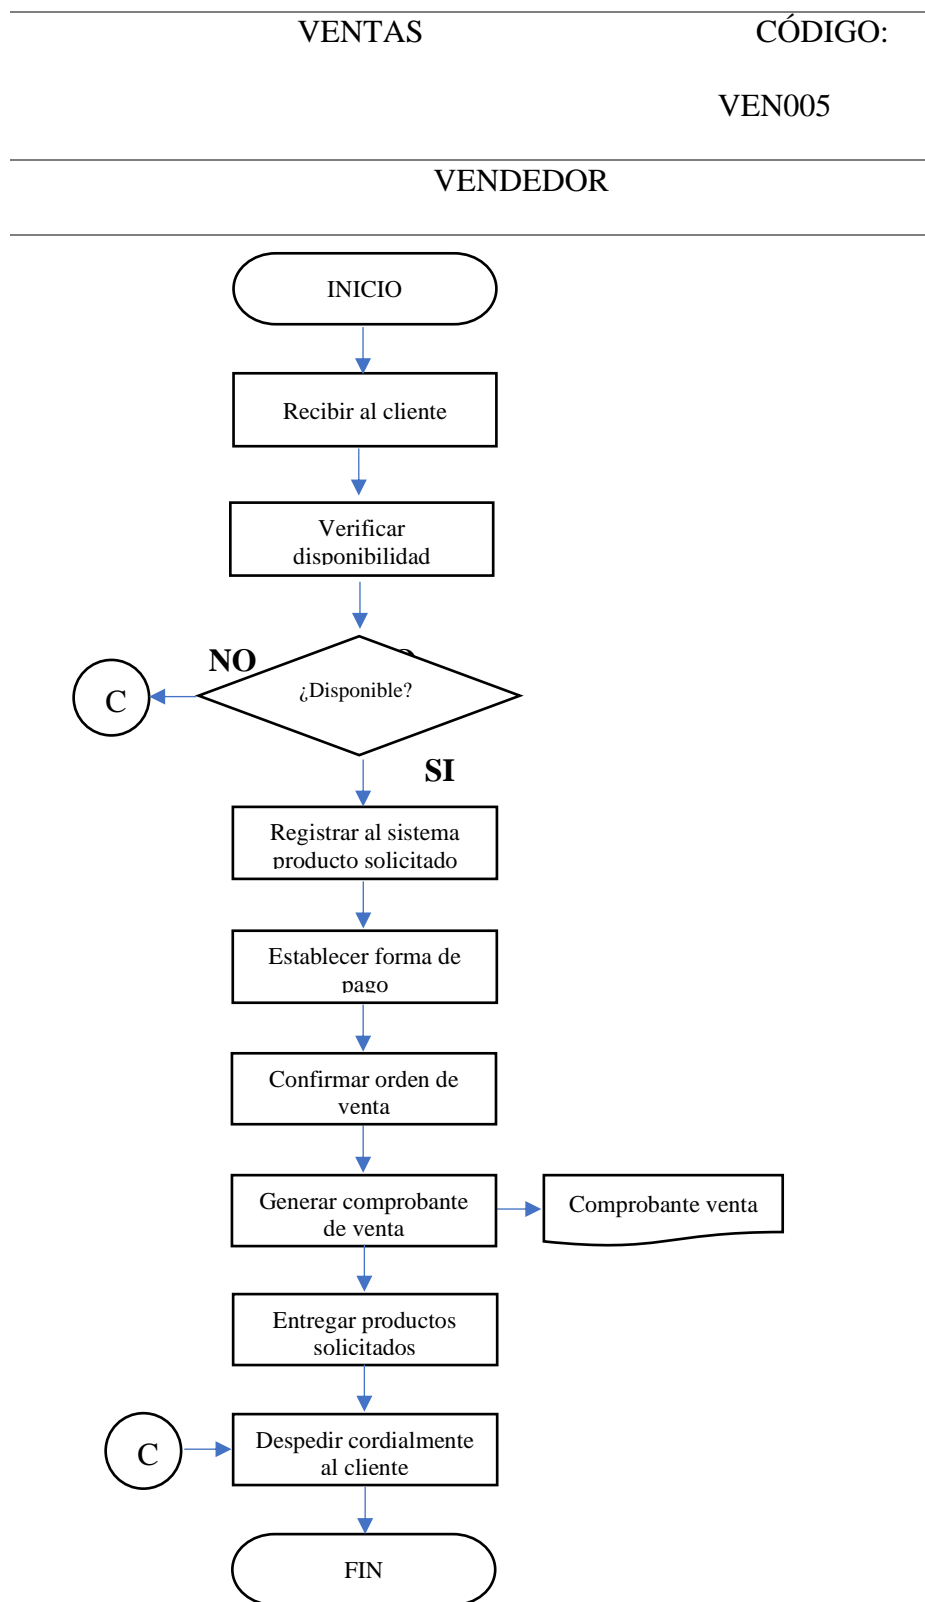 VENTAS
CÓDIGO:
VEN005
VENDEDOR
INICIO
Recibir al cliente
Verificar
disponibilidad
NO
¿Disponible?
C
SI
Registrar al sistema
producto solicitado
Establecer forma de
pago
Confirmar orden de
venta
Generar comprobante
de venta
Comprobante venta
Entregar productos
solicitados
C
Despedir cordialmente
al cliente
FIN